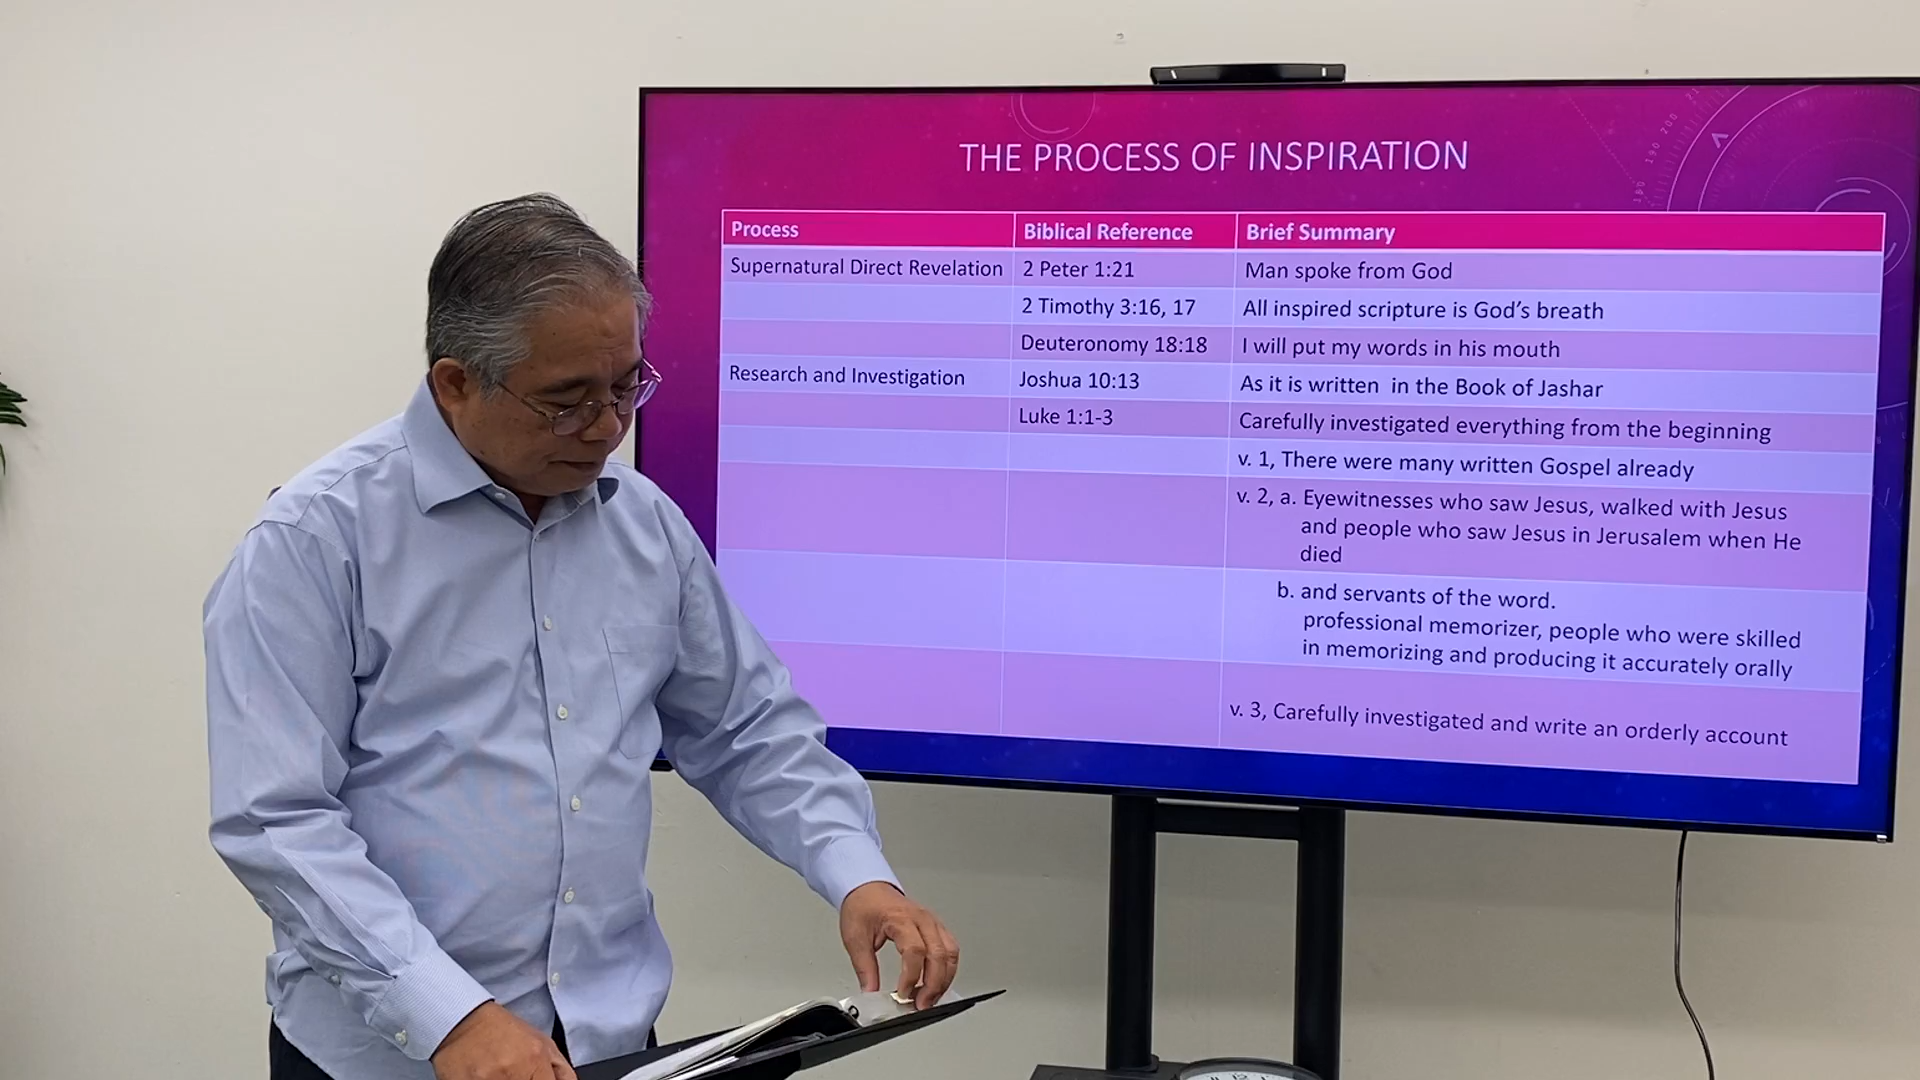 THE PROCESS OF INSPIRATION
Process Biblical Reference Brief Summary
Supernatural Direct Revelation 2 Peter 1:21 Man spoke from God
2 Timothy 3:16, 17 All inspired scripture is God's breath
Deuteronomy 18:18 I will put my words in his mouth
Research and Investigation Joshua 10:13 As it is written in the Book of Jashar
Luke 1:1-3 Carefully investigated everything from the beginning
v. 1, There were many written Gospel already
v. 2, a. Eyewitnesses who saw Jesus, walked with Jesus
and people who saw Jesus in Jerusalem when He
died
b. and servants of the word.
professional memorizer, people who were skilled
in memorizing and producing it accurately orally
v. 3, Carefully investigated and write an orderly account
200
190
180